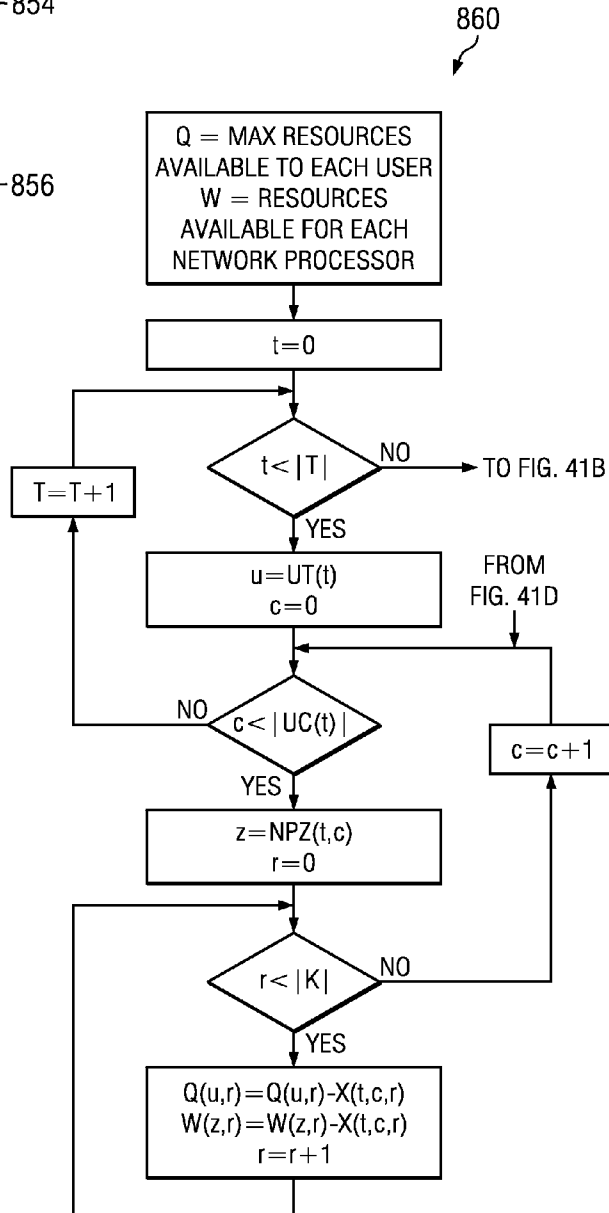 854
860
856
Q = MAX RESOURCES
AVAILABLE TO EACH USER
W = RESOURCES
AVAILABLE FOR EACH
NETWORK PROCESSOR
t=0
t<|T|
NO
TO FIG. 41B
T=T+1
YES
u=UT(t)
c=0
FROM
FIG. 41D
NO
c<|UC(t)|
c=c+1
YES
z=NPZ(t,c)
r=0
r<|K|
NO
YES
Q(u,r)=Q(u,r)-X(t,c,r)
W(z,r)=W(z,r)-X(t,c,r)
r=r+1